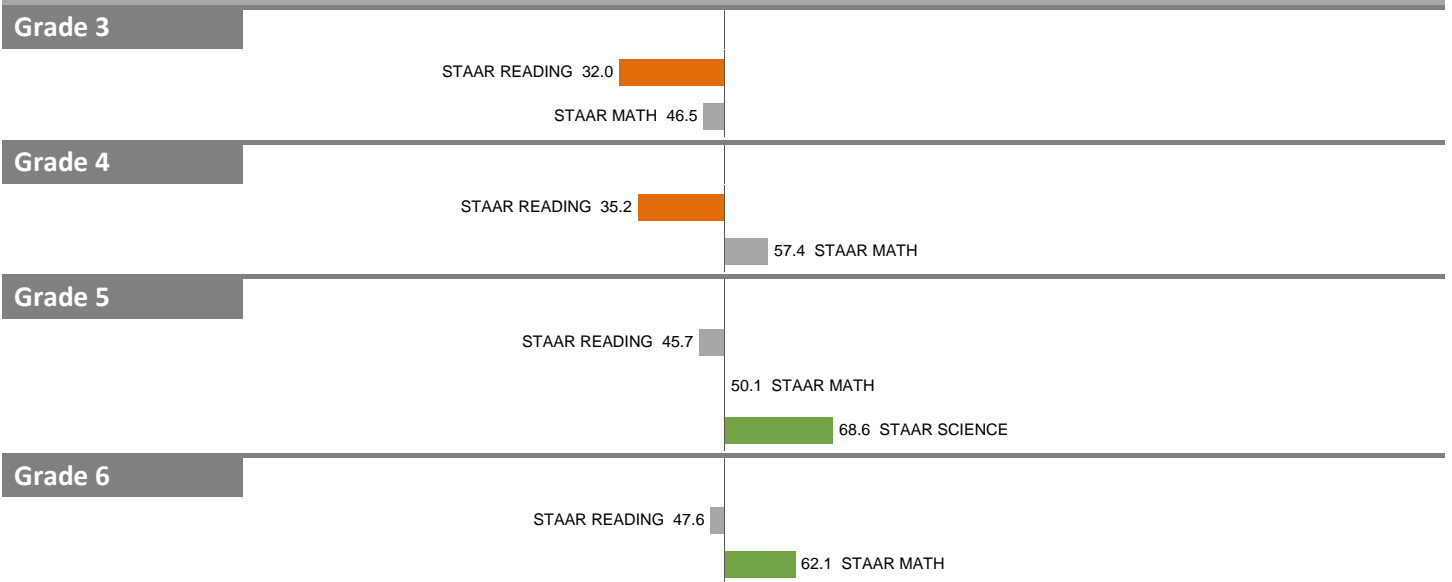 Grade 3
STAAR READING 32.0
STAAR MATH 46.5
Grade 4
STAAR READING 35.2
57.4 STAAR MATH
Grade 5
STAAR READING 45.7
50.1 STAAR MATH
68.6 STAAR SCIENCE
Grade 6
STAAR READING 47.6
62.1 STAAR MATH